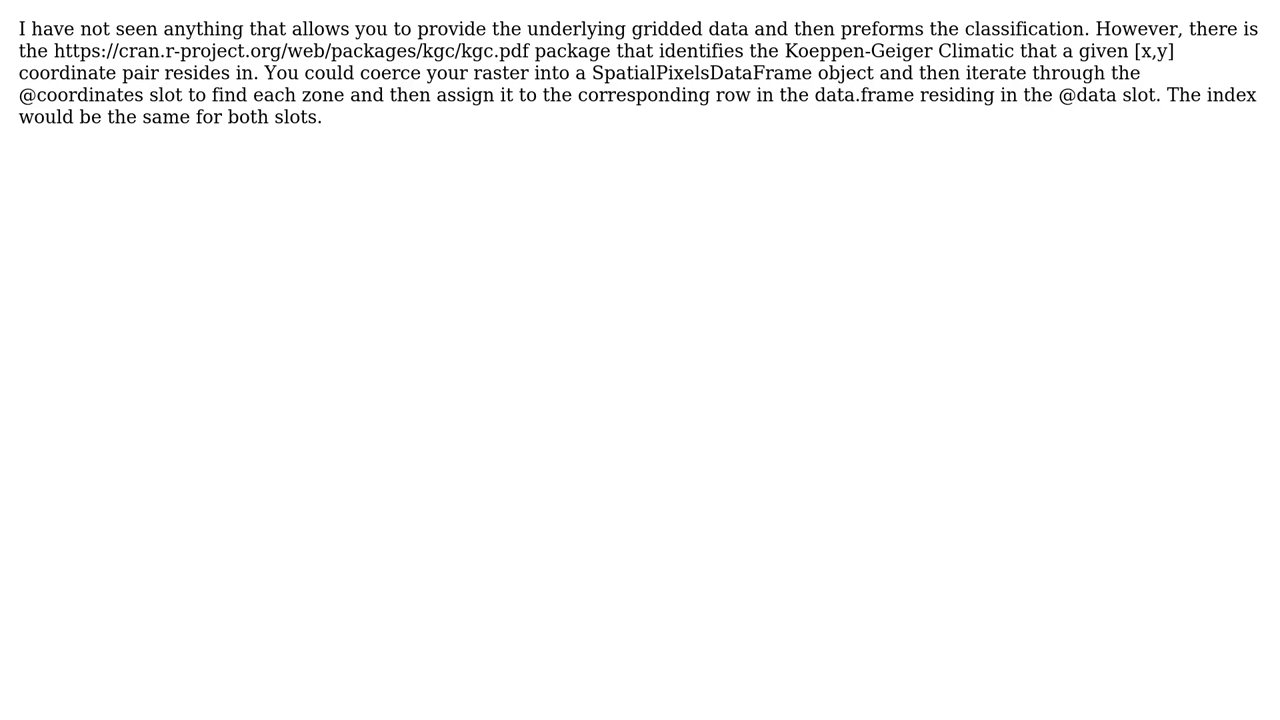 I have not seen anything that allows you to provide the underlying gridded data and then preforms the classification. However, there is
the https://cran.r-project.org/web/packages/kgc/kgc.pdf package that identifies the Koeppen-Geiger Climatic that a given [x,y]
coordinate pair resides in. You could coerce your raster into a SpatialPixelsDataFrame object and then iterate through the
@coordinates slot to find each zone and then assign it to the corresponding row in the data.frame residing in the @data slot. The index
would be the same for both slots.